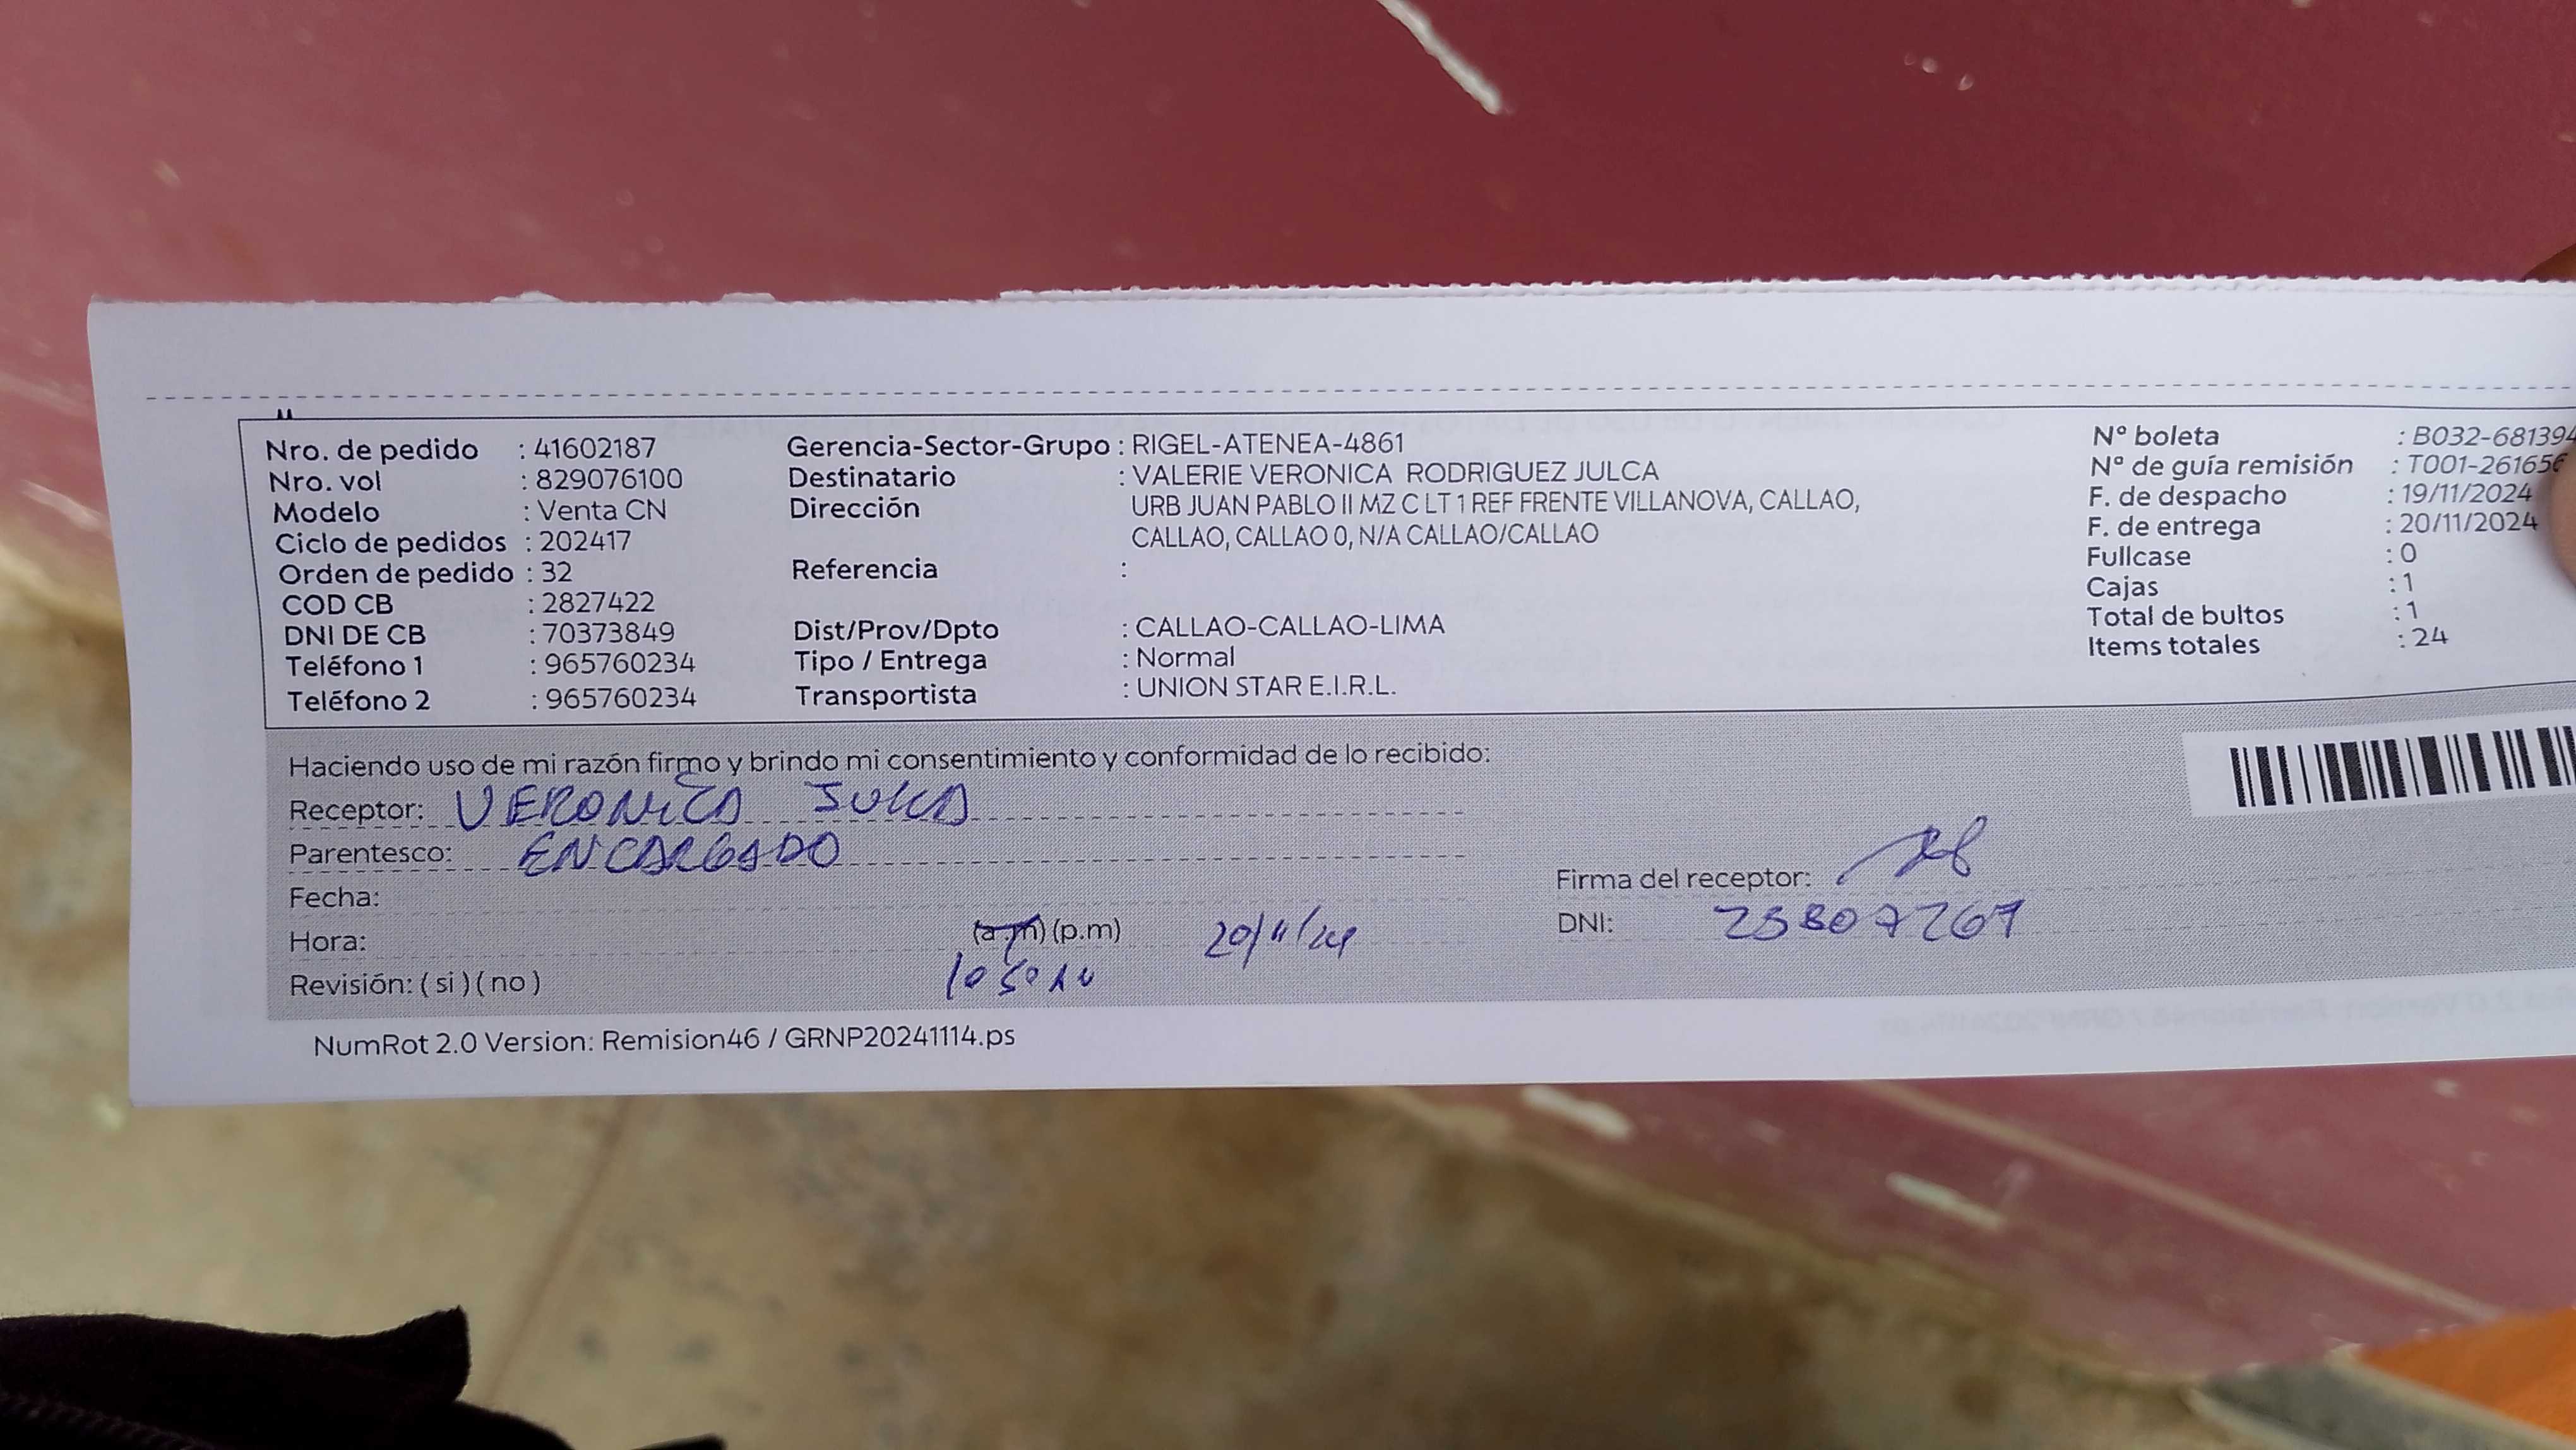 Nro. de pedido : 41602187 Gerencia-Sector-Grupo : RIGEL-ATENEA-4861 Nº boleta : B032-681394
Nro. vol : 829076100 Destinatario : VALERIE VERONICA RODRIGUEZ JULCA Nº de guía remisión : T001-261656
Modelo : Venta CN Dirección URB JUAN PABLO II MZ C LT 1 REF FRENTE VILLANOVA, CALLAO, F. de despacho : 19/11/2024
Ciclo de pedidos : 202417 CALLAO, CALLAO 0, N/A CALLAO/CALLAO F. de entrega : 20/11/2024
Orden de pedido : 32 Referencia : Fullcase : 0
COD CB : 2827422 Cajas : 1
DNI DE CB : 70373849 Dist/Prov/Dpto : CALLAO-CALLAO-LIMA Total de bultos : 1
Teléfono 1 : 965760234 Tipo / Entrega : Normal Items totales : 24
Teléfono 2 : 965760234 Transportista : UNION STAR E.I.R.L.
Haciendo uso de mi razón firmo y brindo mi consentimiento y conformidad de lo recibido:
Receptor: VERONICA JULCA
Parentesco: ENCARGADO
Fecha: Firma del receptor:
Hora: (a.m) (p.m) 20/11/24 DNI: 25807267
Revisión: ( si ) ( no )
NumRot 2.0 Version: Remision46 / GRNP20241114.ps